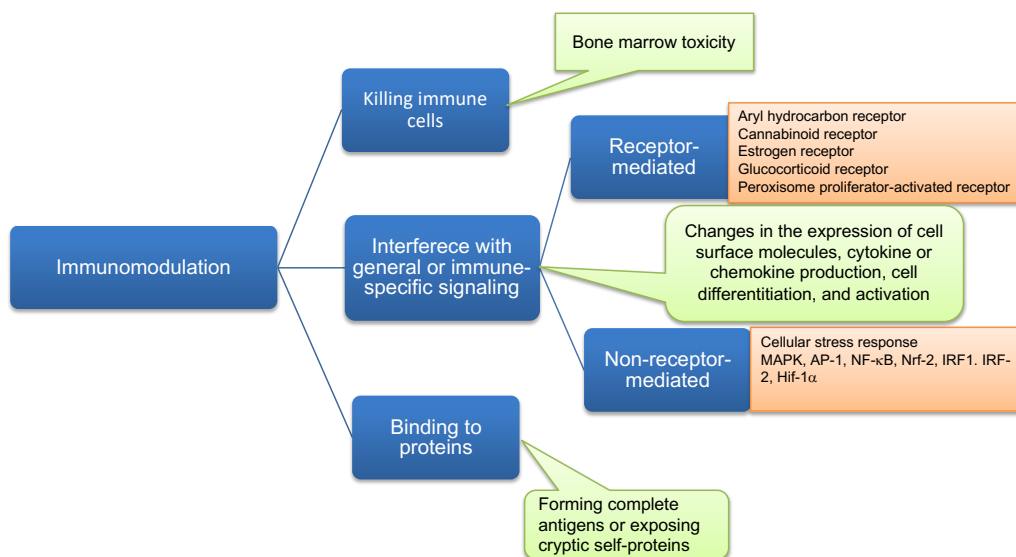 Bone marrow toxicity
Killing immune
cells
Receptor-
mediated
Aryl hydrocarbon receptor
Cannabinoid receptor
Estrogen receptor
Glucocorticoid receptor
Peroxisome proliferator-activated receptor
Immunomodulation
Interferece with
general or immune-
specific signaling
Changes in the expression of cell
surface molecules, cytokine or
chemokine production, cell
differentitiation, and activation
Non-receptor-
mediated
Cellular stress response
MAPK, AP-1, NF-κB, Nrf-2, IRF1. IRF-
2, Hif-1α
Binding to
proteins
Forming complete
antigens or exposing
cryptic self-proteins